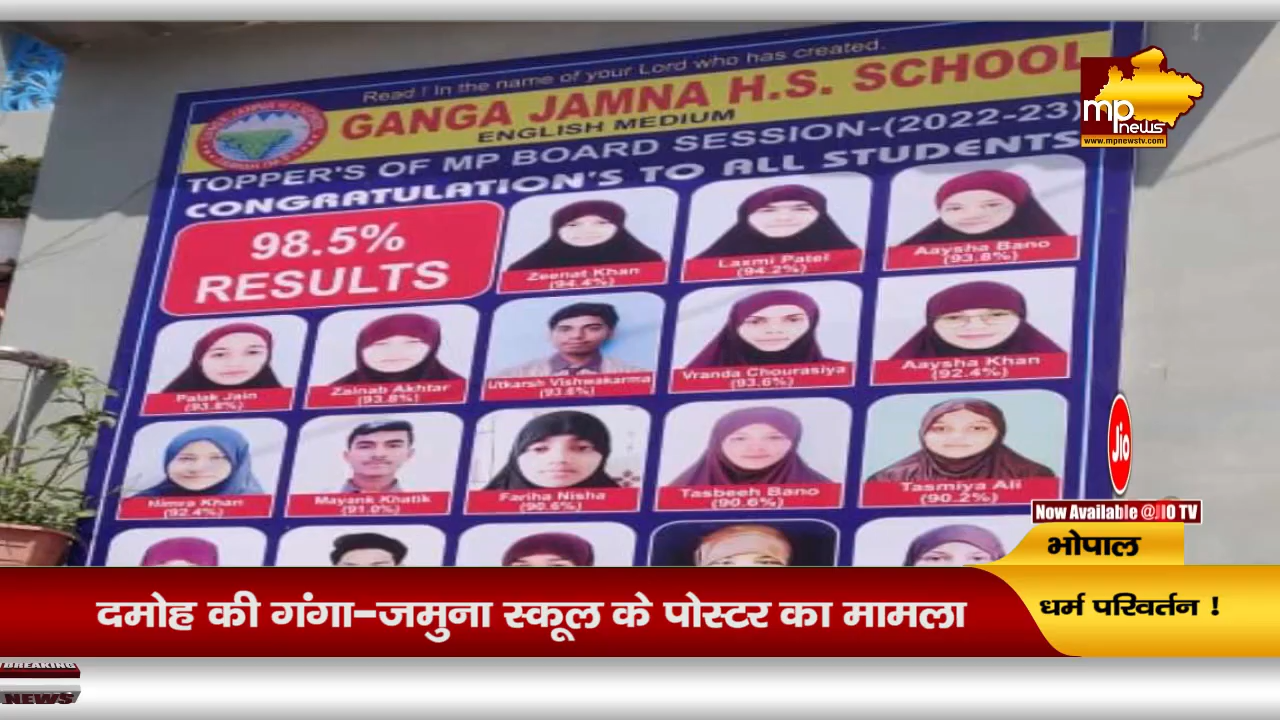 Read ! In the name of your Lord who has created.
GANGA JAMNA H.S. SCHOOL
ENGLISH MEDIUM
TOPPER'S OF MP BOARD SESSION-(2022-23)
CONGRATULATION'S TO ALL STUDENTS
98.5%
RESULTS
Zeenat Khan
(94.4%)
Laxmi Patel
(94.2%)
Aaysha Bano
(93.8%)
Palak Jain
(93.8%)
Zainab Akhtar
(93.8%)
Utkarsh Vishwakarma
(93.6%)
Vranda Chourasiya
(93.6%)
Aaysha Khan
(92.4%)
Nimra Khan
(92.4%)
Mayank Khatik
(91.0%)
Fariha Nisha
(90.6%)
Tasbeeh Bano
(90.6%)
Tasmiya Ali
(90.2%)
mp
news
www.mpnewstv.com
Jio
Now Available @JIO TV
भोपाल
दमोह की गंगा-जमुना स्कूल के पोस्टर का मामला
धर्म परिवर्तन !
BREAKING
NEWS